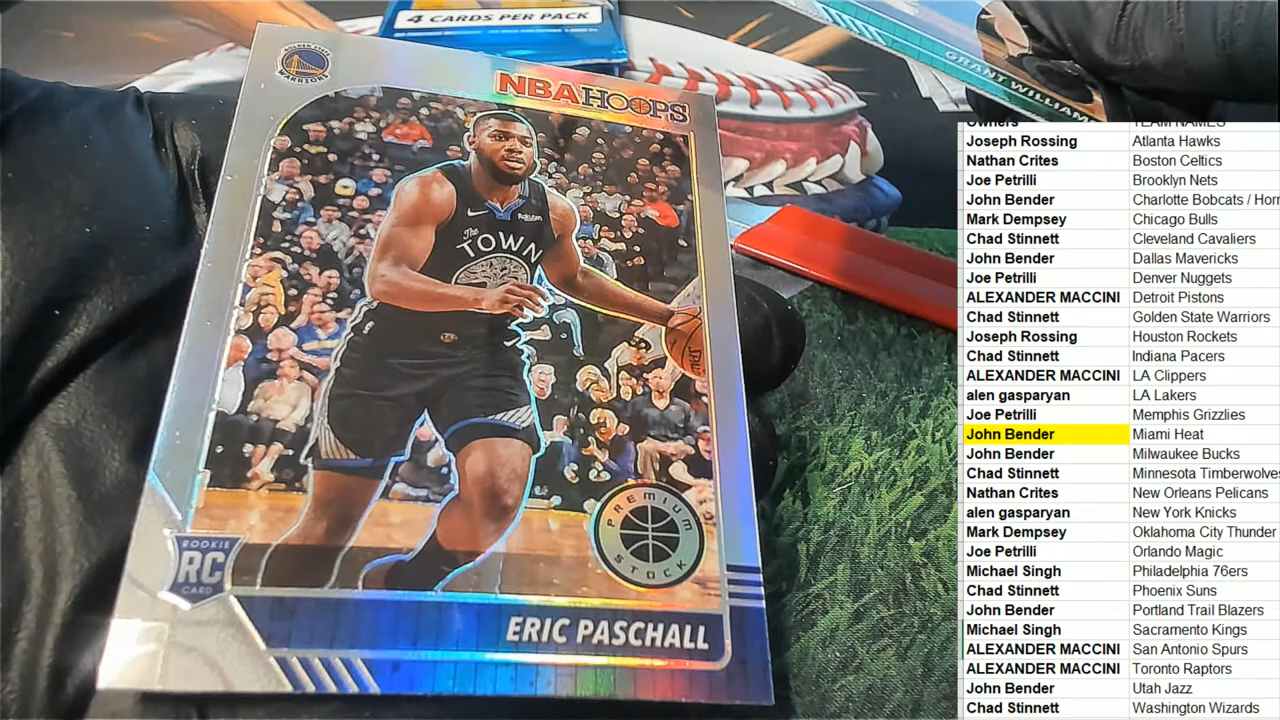 4 CARDS PER PACK
GRANT WILLIAM
GOLDEN STATE
WARRIORS
NBA HOOPS
Rakuten
The
TOWN
PREMIUM
STOCK
ROOKIE
RC
CARD
ERIC PASCHALL
Owners TEAM NAMES
Joseph Rossing Atlanta Hawks
Nathan Crites Boston Celtics
Joe Petrilli Brooklyn Nets
John Bender Charlotte Bobcats / Horn
Mark Dempsey Chicago Bulls
Chad Stinnett Cleveland Cavaliers
John Bender Dallas Mavericks
Joe Petrilli Denver Nuggets
ALEXANDER MACCINI Detroit Pistons
Chad Stinnett Golden State Warriors
Joseph Rossing Houston Rockets
Chad Stinnett Indiana Pacers
ALEXANDER MACCINI LA Clippers
alen gasparyan LA Lakers
Joe Petrilli Memphis Grizzlies
John Bender Miami Heat
John Bender Milwaukee Bucks
Chad Stinnett Minnesota Timberwolves
Nathan Crites New Orleans Pelicans
alen gasparyan New York Knicks
Mark Dempsey Oklahoma City Thunder
Joe Petrilli Orlando Magic
Michael Singh Philadelphia 76ers
Chad Stinnett Phoenix Suns
John Bender Portland Trail Blazers
Michael Singh Sacramento Kings
ALEXANDER MACCINI San Antonio Spurs
ALEXANDER MACCINI Toronto Raptors
John Bender Utah Jazz
Chad Stinnett Washington Wizards